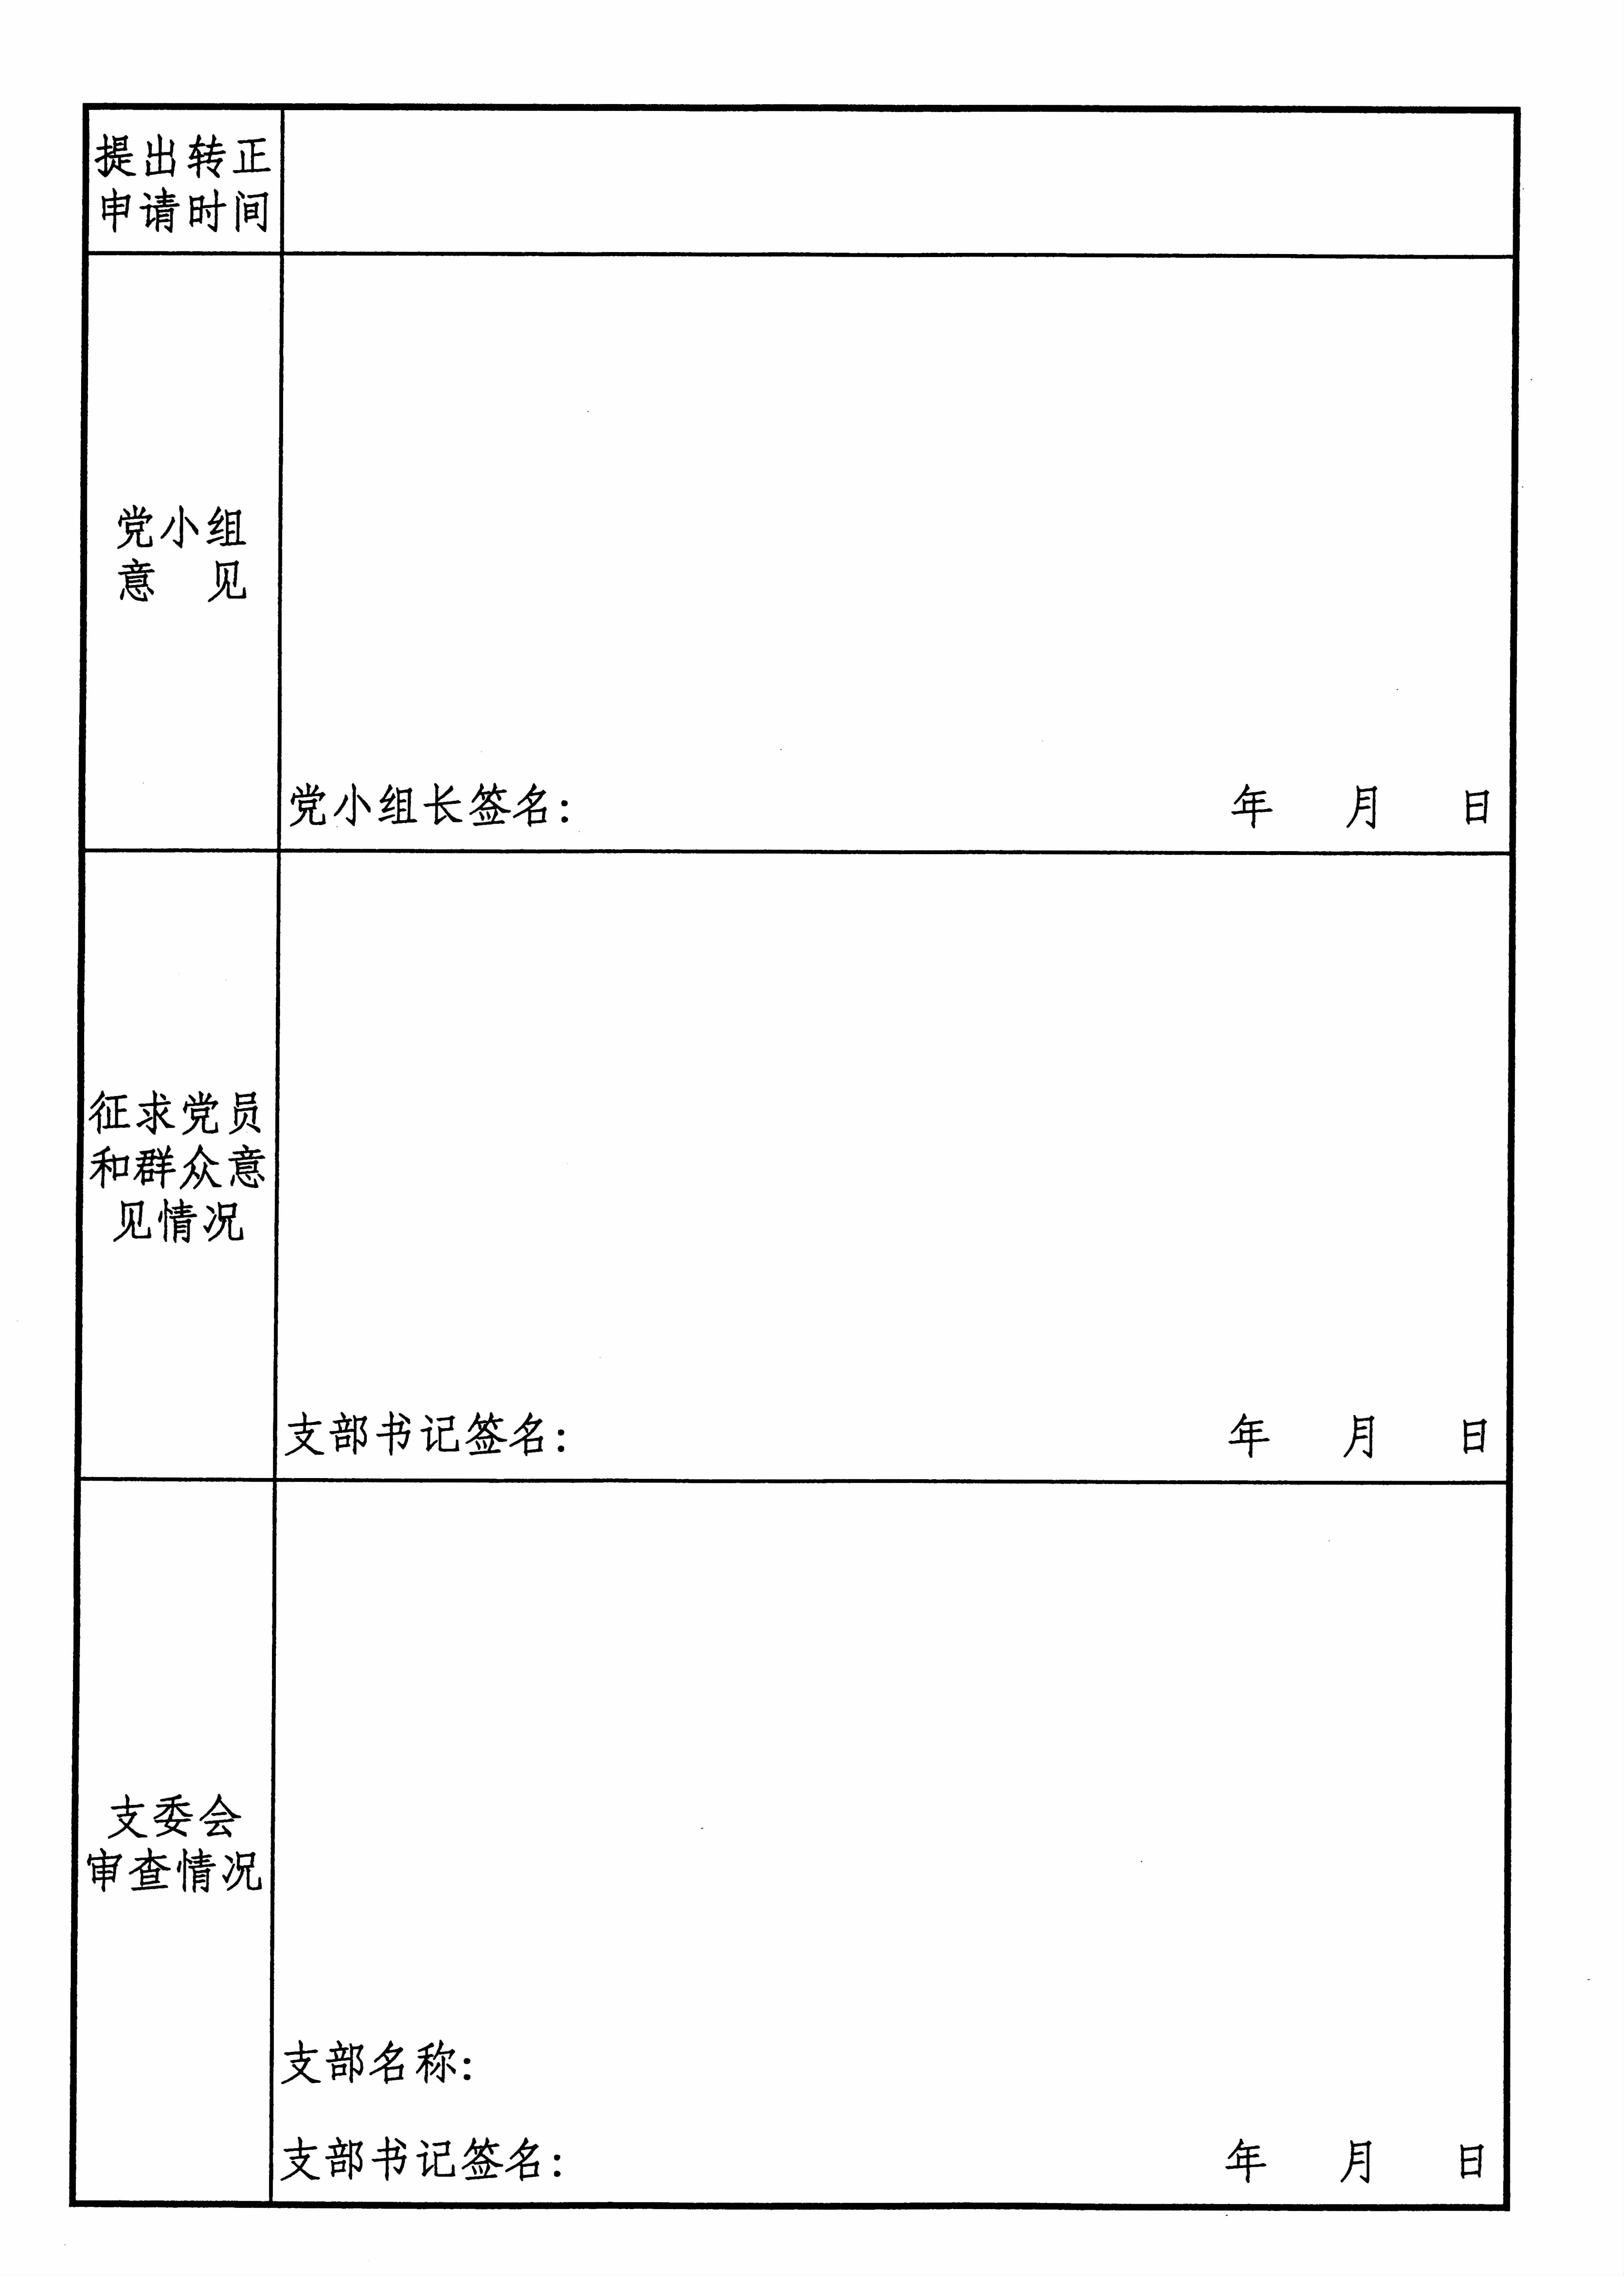 提出转正
申请时间
党小组
意 见
党小组长签名： 年 月 日
征求党员
和群众意
见情况
支部书记签名： 年 月 日
支委会
审查情况
支部名称：
支部书记签名： 年 月 日